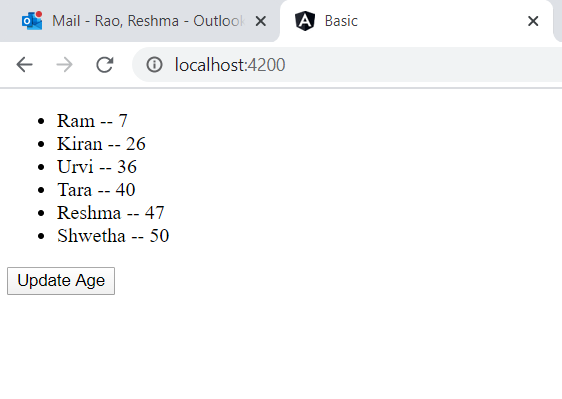 Mail - Rao, Reshma - Outlook
Basic
localhost:4200
Ram -- 7
Kiran -- 26
Urvi -- 36
Tara -- 40
Reshma -- 47
Shwetha -- 50
Update Age